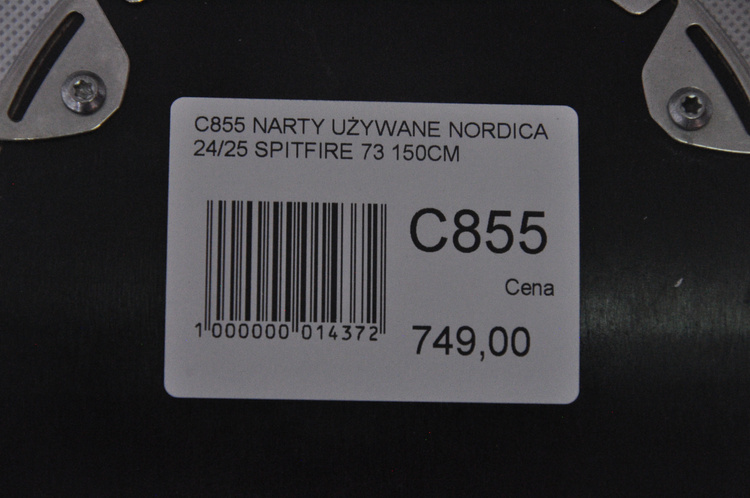 C855 NARTY UŻYWANE NORDICA
24/25 SPITFIRE 73 150CM
C855
Cena
1 000000 014372
749,00